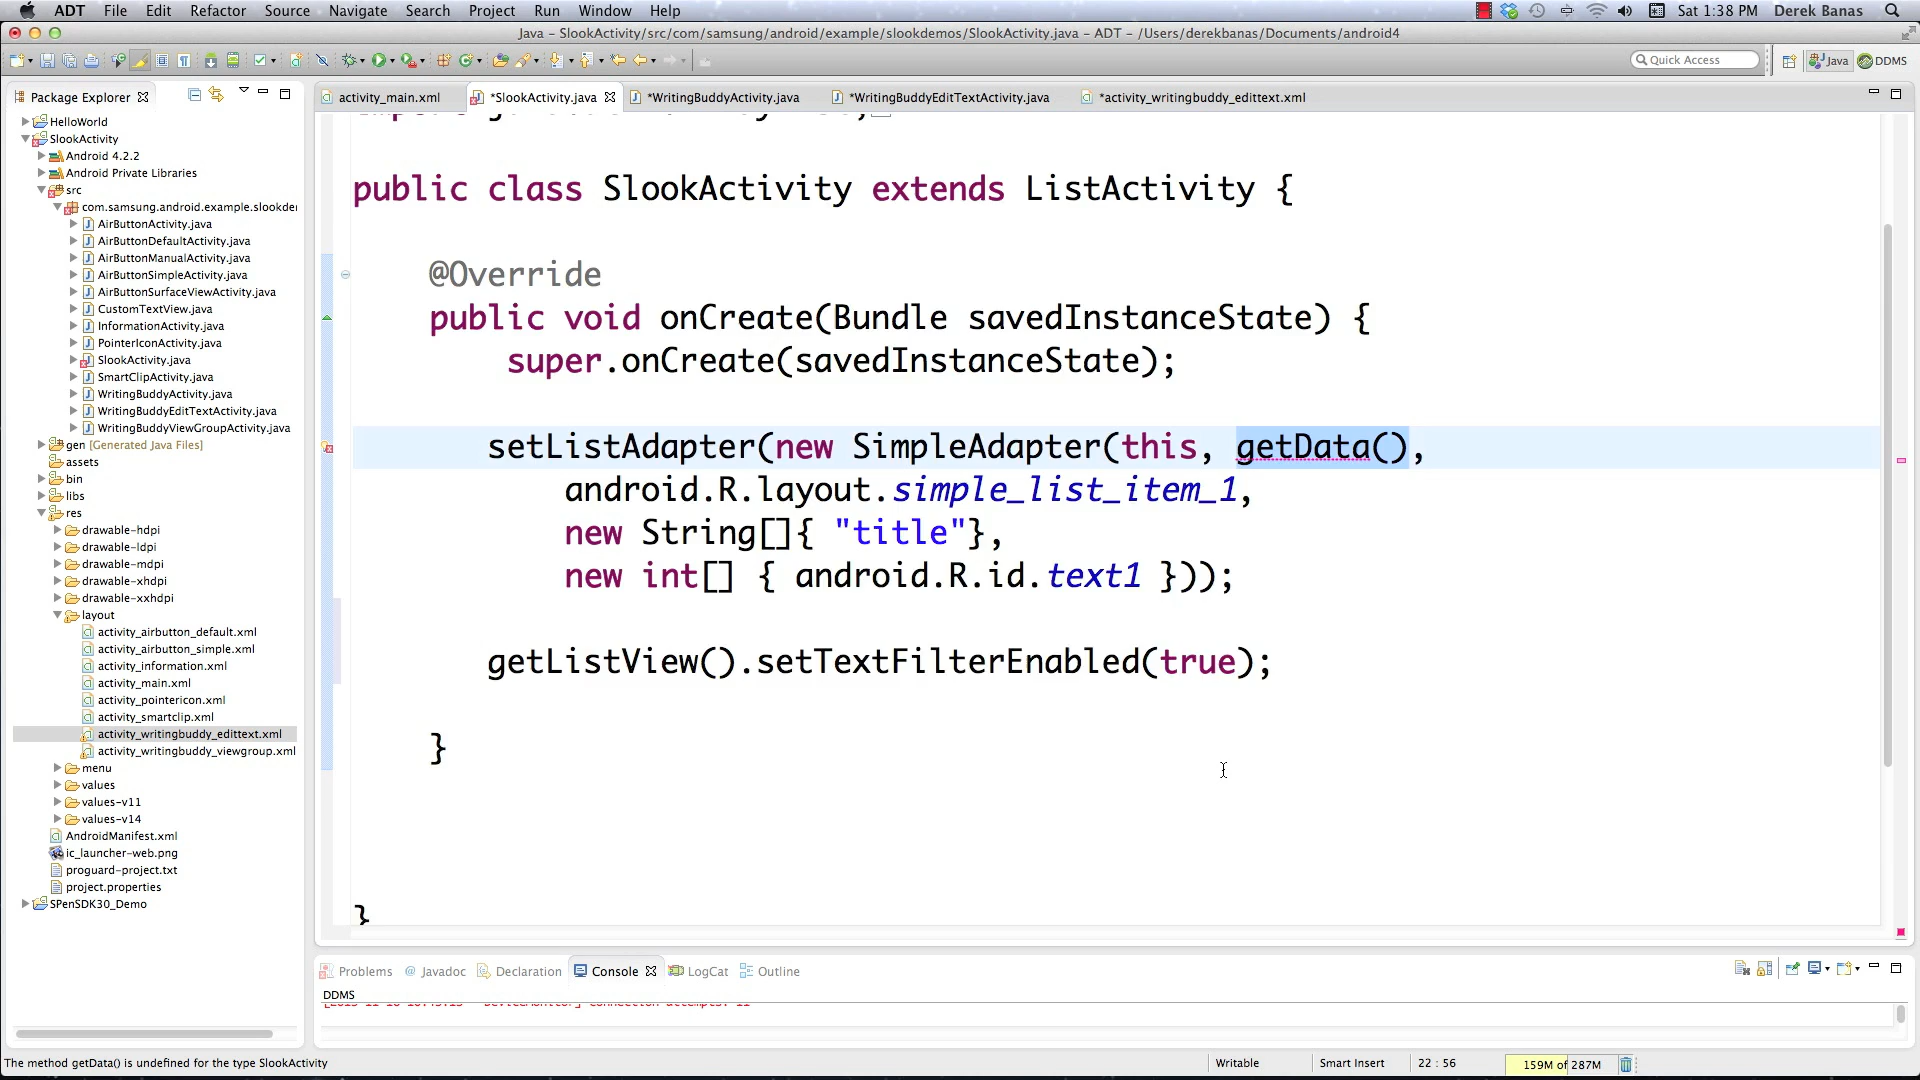 ADT File Edit Refactor Source Navigate Search Project Run Window Help Sat 1:38 PM Derek Banas
Java - SlookActivity/src/com/samsung/android/example/slookdemos/SlookActivity.java - ADT - /Users/derekbanas/Documents/android4
Quick Access Java DDMS
Package Explorer
activity_main.xml *SlookActivity.java *WritingBuddyActivity.java *WritingBuddyEditTextActivity.java *activity_writingbuddy_edittext.xml
HelloWorld
SlookActivity
Android 4.2.2
Android Private Libraries
src
com.samsung.android.example.slookde
AirButtonActivity.java
AirButtonDefaultActivity.java
AirButtonManualActivity.java
AirButtonSimpleActivity.java
AirButtonSurfaceViewActivity.java
CustomTextView.java
InformationActivity.java
PointerIconActivity.java
SlookActivity.java
SmartClipActivity.java
WritingBuddyActivity.java
WritingBuddyEditTextActivity.java
WritingBuddyViewGroupActivity.java
gen [Generated Java Files]
assets
bin
libs
res
drawable-hdpi
drawable-ldpi
drawable-mdpi
drawable-xhdpi
drawable-xxhdpi
layout
activity_airbutton_default.xml
activity_airbutton_simple.xml
activity_information.xml
activity_main.xml
activity_pointericon.xml
activity_smartclip.xml
activity_writingbuddy_edittext.xml
activity_writingbuddy_viewgroup.xml
menu
values
values-v11
values-v14
AndroidManifest.xml
ic_launcher-web.png
proguard-project.txt
project.properties
SPenSDK30_Demo
public class SlookActivity extends ListActivity {
@Override
public void onCreate(Bundle savedInstanceState) {
super.onCreate(savedInstanceState);
setListAdapter(new SimpleAdapter(this, getData(),
android.R.layout.simple_list_item_1,
new String[]{ "title"},
new int[] { android.R.id.text1 }));
getListView().setTextFilterEnabled(true);
}
}
Problems Javadoc Declaration Console LogCat Outline
DDMS
The method getData() is undefined for the type SlookActivity Writable Smart Insert 22 : 56 159M of 287M